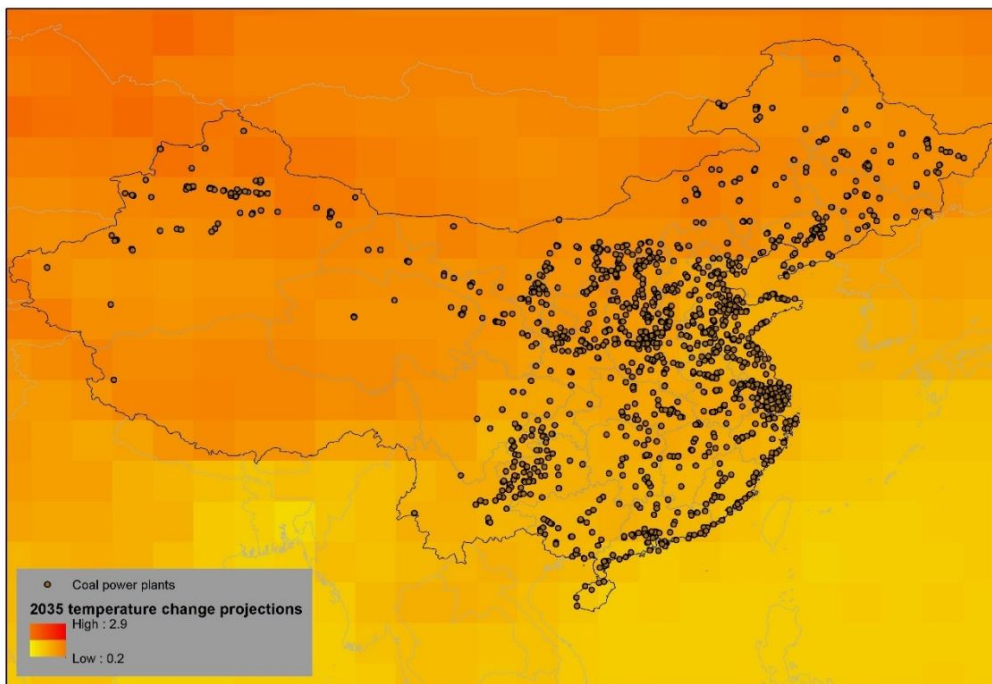 Coal power plants
2035 temperature change projections
High : 2.9
Low : 0.2